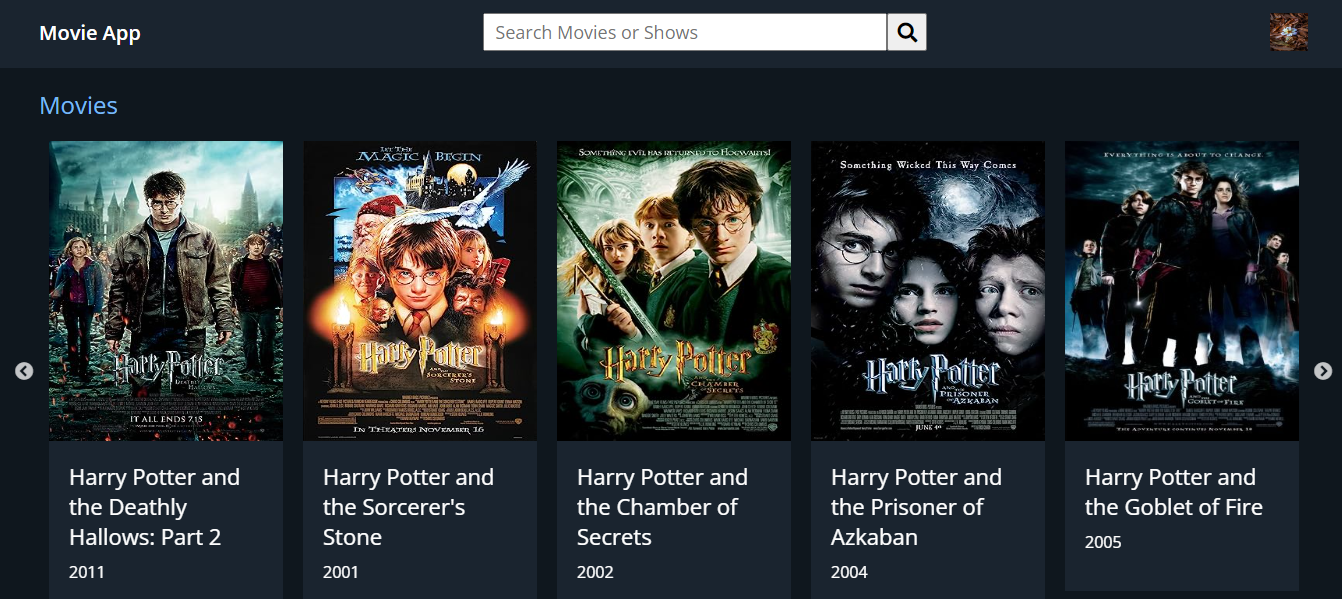 Movie App
Search Movies or Shows
Movies
IT ALL ENDS 7.15
Harry Potter
DEATHLY
HALLOWS
LET THE
MAGIC BEGIN
Harry Potter
AND THE
SORCERER'S
STONE
IN THEATERS NOVEMBER 16
SOMETHING EVIL HAS RETURNED TO HOGWARTS!
Harry Potter
CHAMBER
OF SECRETS
Something Wicked This Way Comes
Harry Potter
AND THE
PRISONER
OF AZKABAN
JUNE 4th
EVERYTHING IS ABOUT TO CHANGE.
Harry Potter
GOBLET OF FIRE
THE ADVENTURE CONTINUES NOVEMBER 18
Harry Potter and
the Deathly
Hallows: Part 2
2011
Harry Potter and
the Sorcerer's
Stone
2001
Harry Potter and
the Chamber of
Secrets
2002
Harry Potter and
the Prisoner of
Azkaban
2004
Harry Potter and
the Goblet of Fire
2005